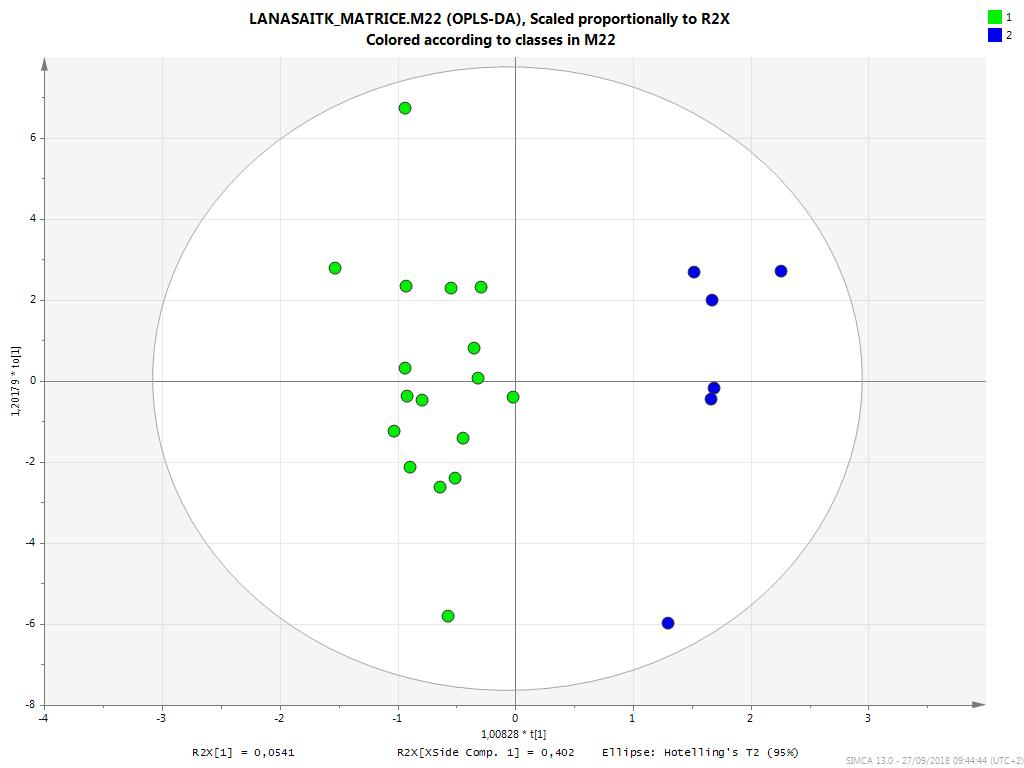 LANASAITK_MATRICE.M22 (OPLS-DA), Scaled proportionally to R2X
Colored according to classes in M22
1
2
6
4
2
0
-2
-4
-6
-8
1,20179 * to[1]
-4
-3
-2
-1
0
1
2
3
1,00828 * t[1]
R2X[1] = 0,0541
R2X[XSide Comp. 1] = 0,402
Ellipse: Hotelling's T2 (95%)
SIMCA 13.0 - 27/09/2018 09:44:44 (UTC+2)